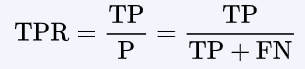 TPR = TP / P = TP / (TP + FN)